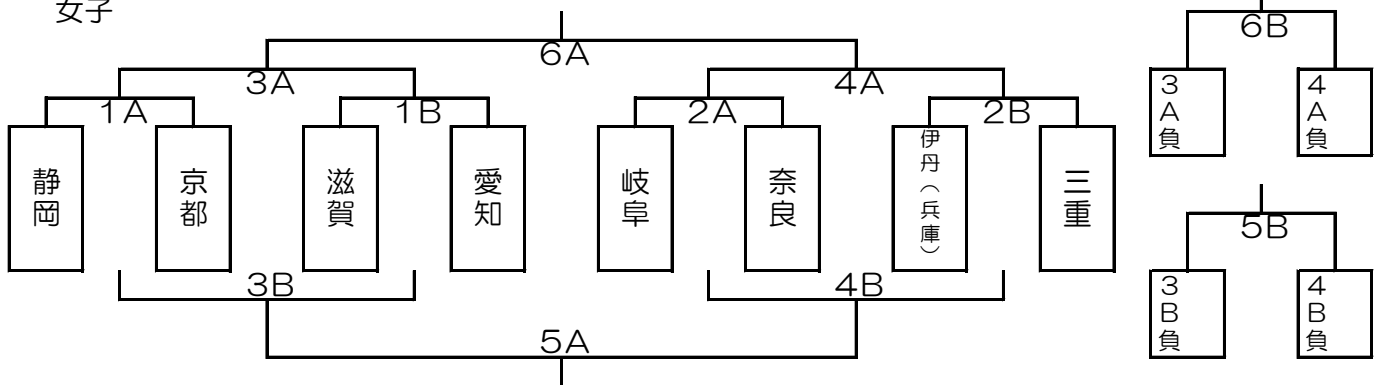 女子
6A
6B
3A
4A
3A負
4A負
1A
1B
2A
2B
静岡
京都
滋賀
愛知
岐阜
奈良
伊丹（兵庫）
三重
5B
3B
4B
3B負
4B負
5A